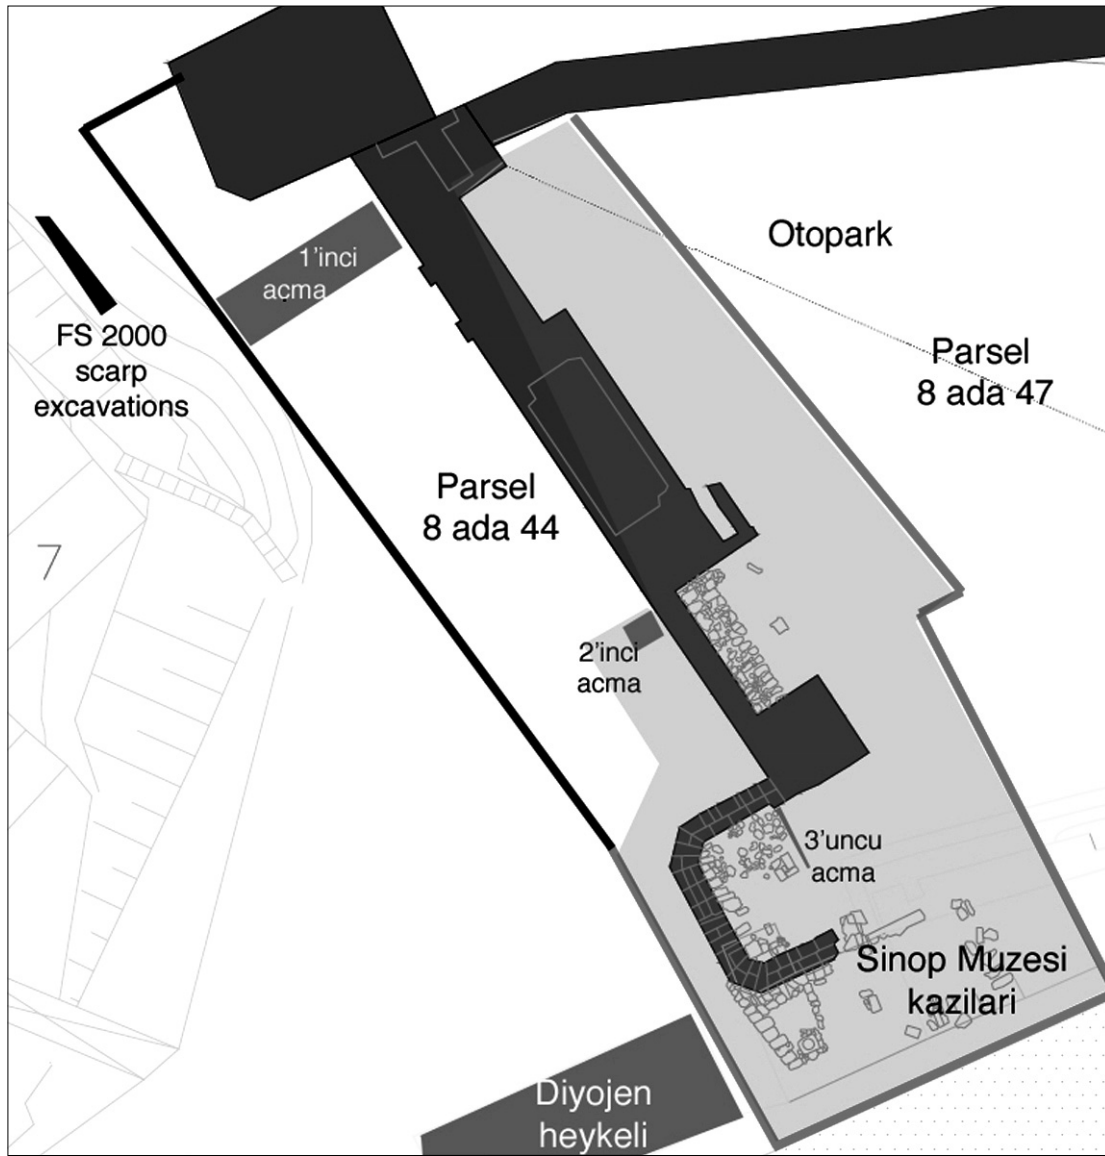 Otopark
1'inci
acma
FS 2000
scarp
excavations
Parsel
8 ada 47
Parsel
8 ada 44
7
2'inci
acma
3'uncu
acma
Sinop Muzesi
kazilari
Diyojen
heykeli